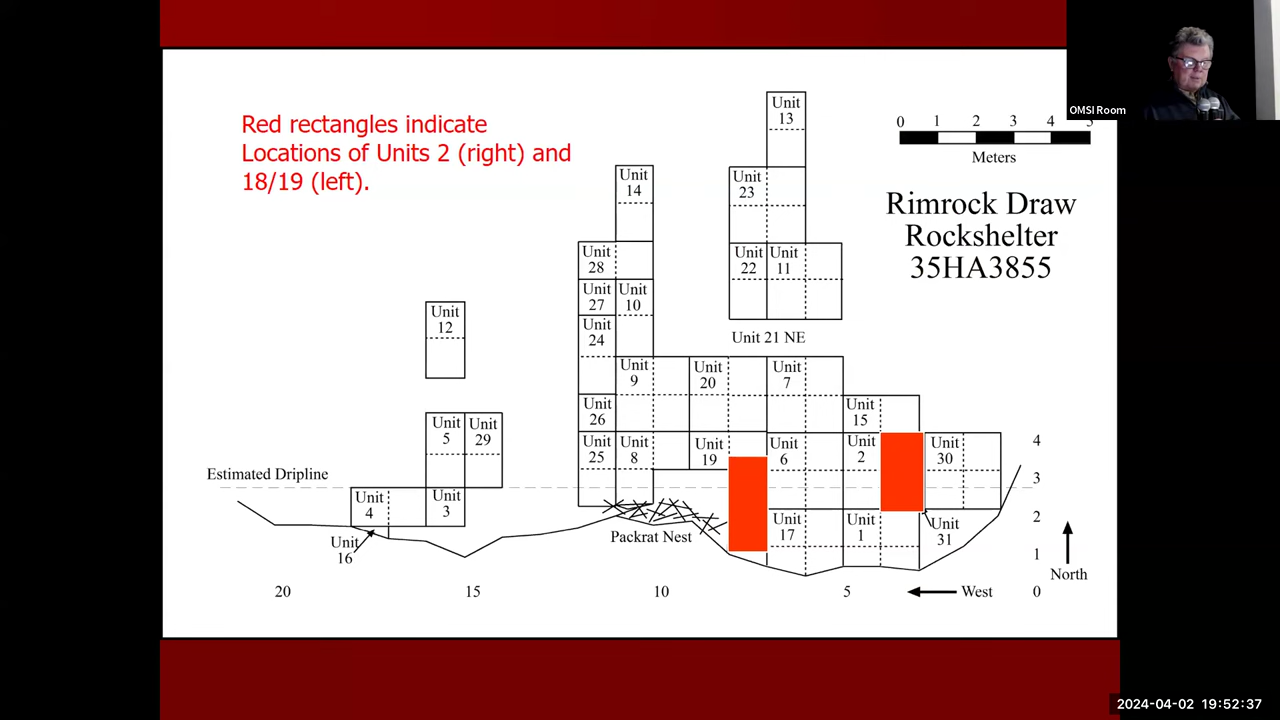 OMSI Room
Red rectangles indicate
Locations of Units 2 (right) and
18/19 (left).
0 1 2 3 4 5
Meters
Rimrock Draw
Rockshelter
35HA3855
Unit
13
Unit
14
Unit
23
Unit
28
Unit
22
Unit
11
Unit
27
Unit
10
Unit
12
Unit
24
Unit 21 NE
Unit
9
Unit
20
Unit
7
Unit
26
Unit
15
Unit
5
Unit
29
Unit
25
Unit
8
Unit
19
Unit
6
Unit
2
Unit
30
4
Estimated Dripline
3
Unit
4
Unit
3
2
Unit
17
Unit
1
Unit
31
Packrat Nest
Unit
16
1
North
20 15 10 5 West 0
2024-04-02 19:52:37